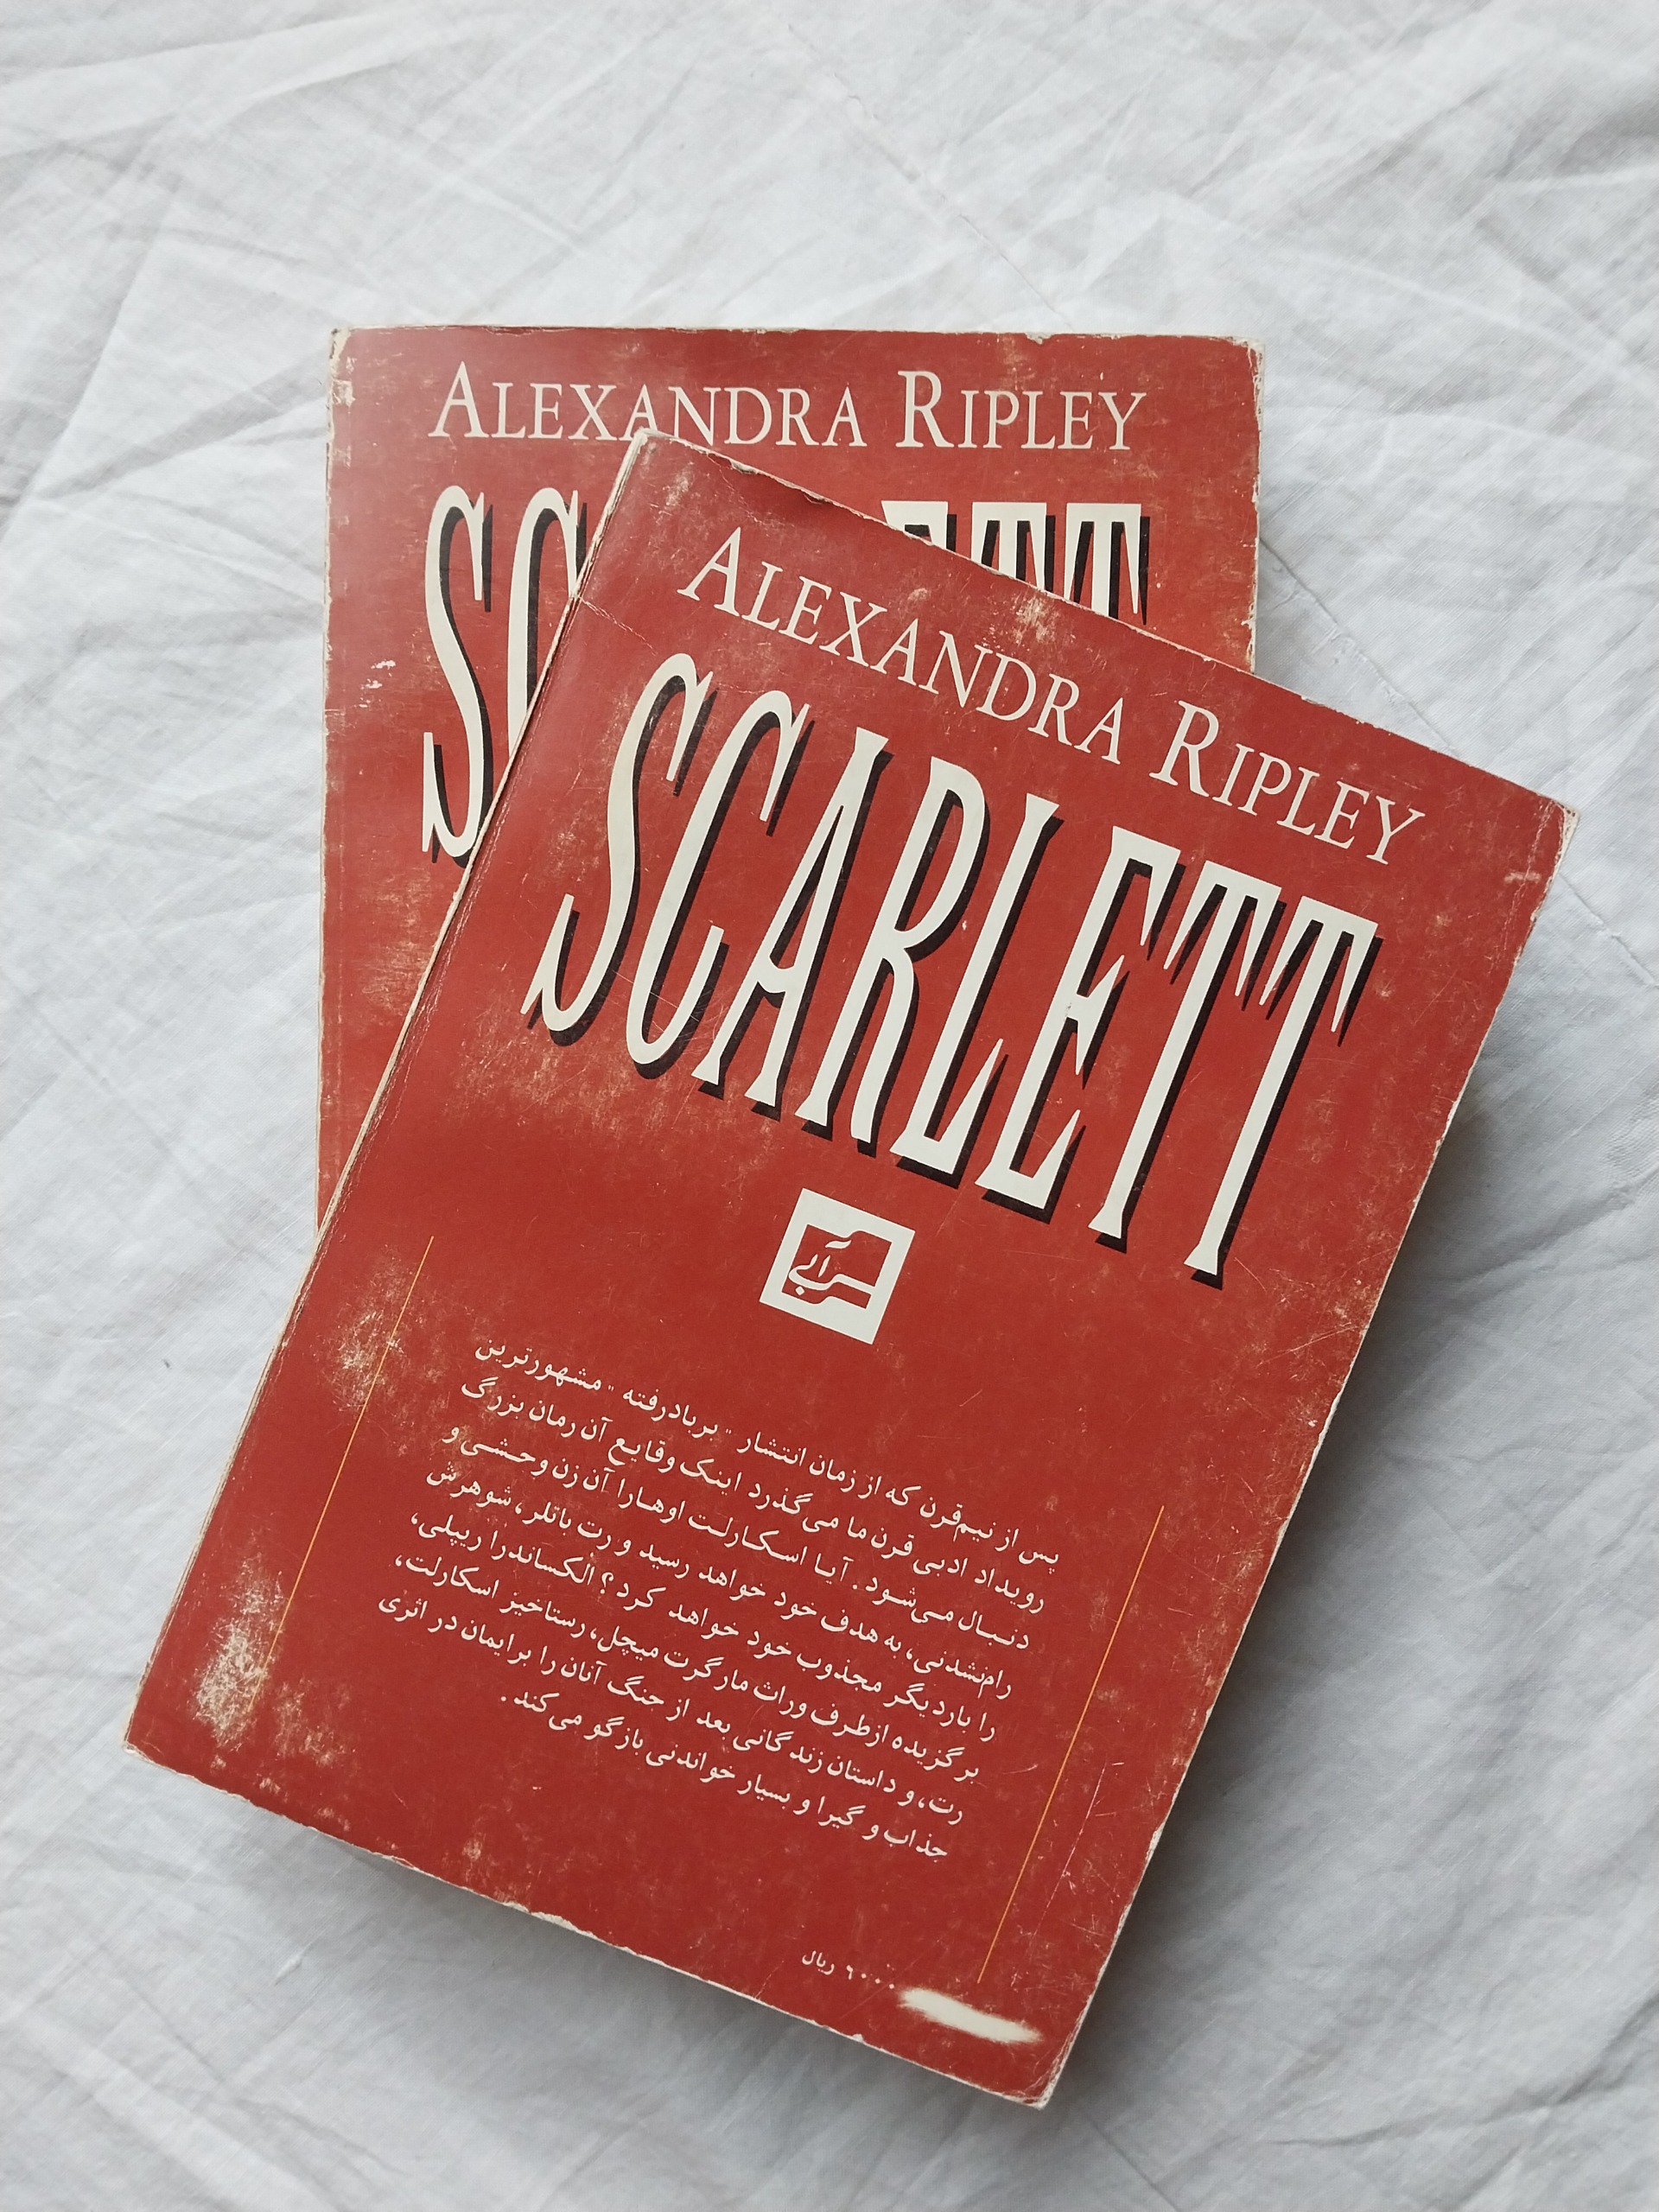 ALEXANDRA RIPLEY
SC ETT
ALEXANDRA RIPLEY
SCARLETT
پس از نیم‌قرن که از زمان انتشار "بربادرفته" مشهورترین
رویداد ادبی قرن ما می‌گذرد اینک وقایع آن رمان بزرگ
دنبال می‌شود. آیا اسکارلت اوهارا آن زن وحشی و
رام‌نشدنی، به هدف خود خواهد رسید و رت باتلر، شوهرش
را باردیگر مجذوب خود خواهد کرد؟ الکساندرا ریپلی،
برگزیده ازطرف وراث مارگرت میچل، رستاخیز اسکارلت،
رت، و داستان زندگانی بعد از جنگ آنان را برایمان در اثری
جذاب و گیرا و بسیار خواندنی بازگو می‌کند.
۶۰۰۰ ریال